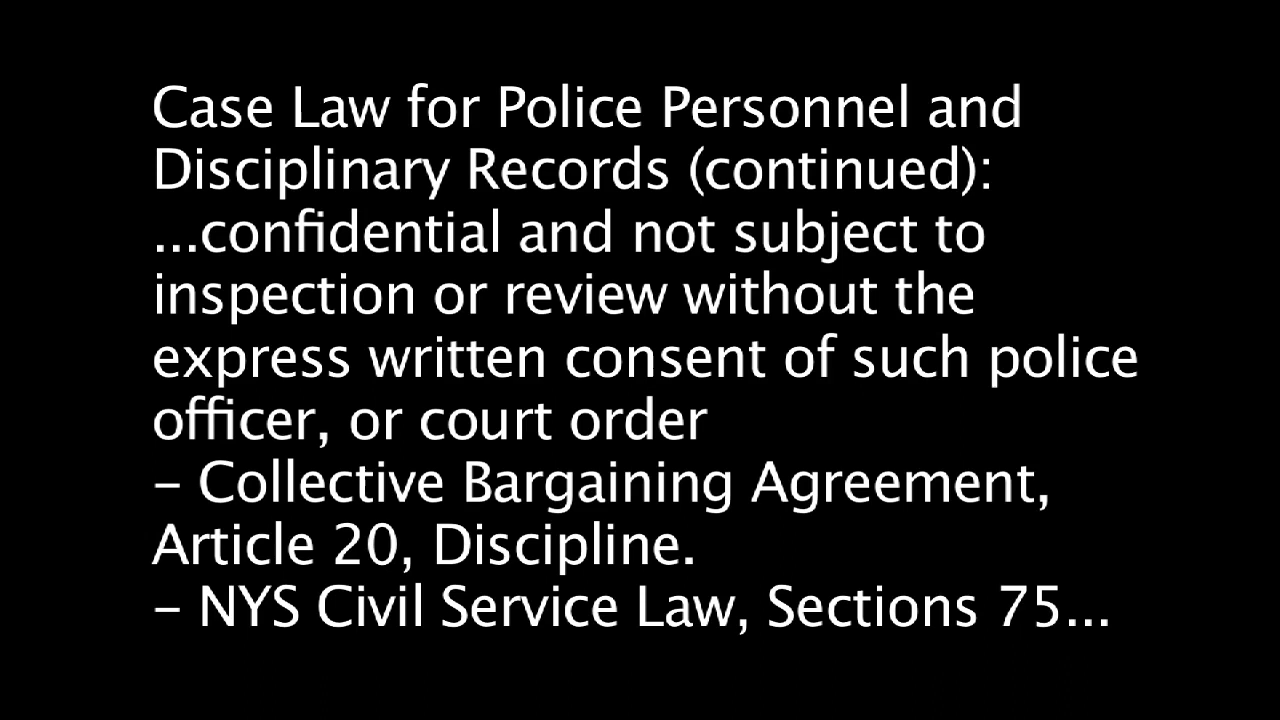 Case Law for Police Personnel and
Disciplinary Records (continued):
...confidential and not subject to
inspection or review without the
express written consent of such police
officer, or court order
– Collective Bargaining Agreement,
Article 20, Discipline.
– NYS Civil Service Law, Sections 75...